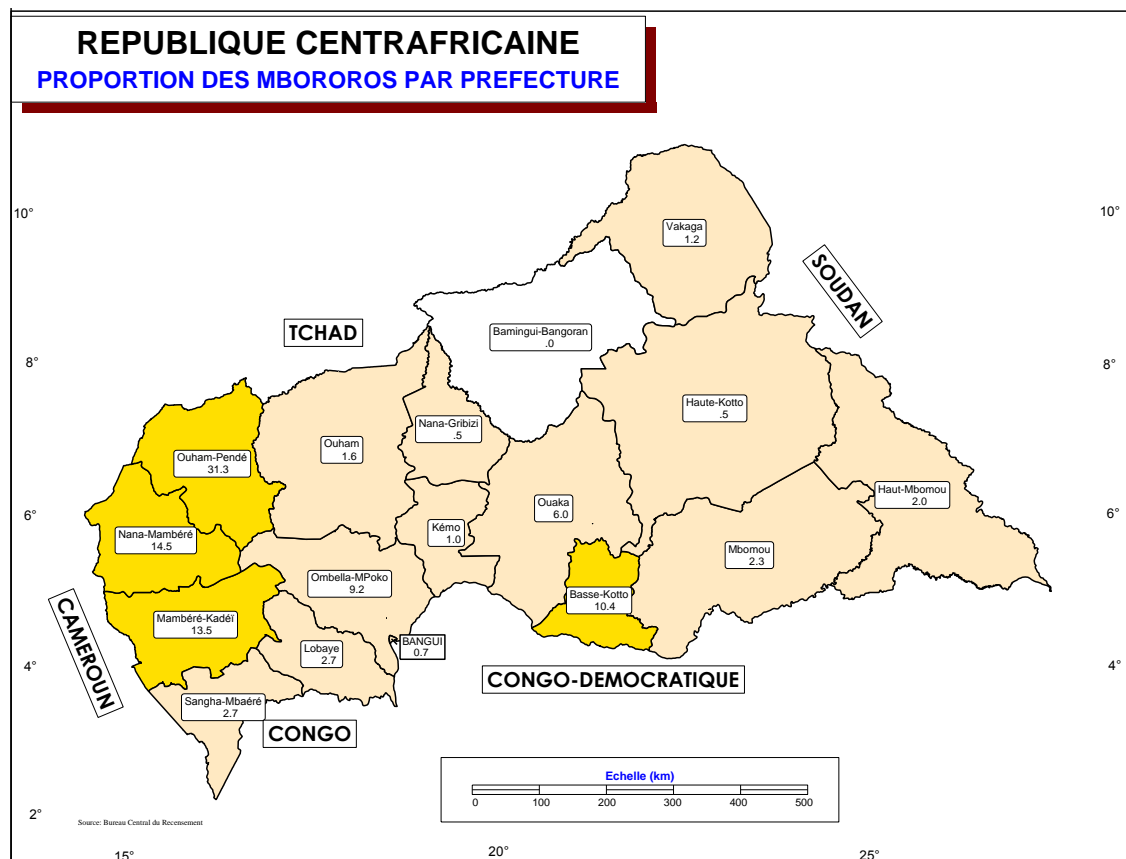 REPUBLIQUE CENTRAFRICAINE
PROPORTION DES MBOROROS PAR PREFECTURE
10°
10°
Vakaga
1.2
SOUDAN
TCHAD
Bamingui-Bangoran
.0
8°
8°
Haute-Kotto
.5
Nana-Gribizi
.5
Ouham
1.6
Ouham-Pendé
31.3
Haut-Mbomou
2.0
Ouaka
6.0
6°
6°
Kémo
1.0
Nana-Mambéré
14.5
Mbomou
2.3
Ombella-MPoko
9.2
Basse-Kotto
10.4
Mambéré-Kadéï
13.5
CAMEROUN
BANGUI
0.7
Lobaye
2.7
4°
4°
CONGO-DEMOCRATIQUE
Sangha-Mbaéré
2.7
CONGO
Echelle (km)
0 100 200 300 400 500
2°
Source: Bureau Central du Recensement
15°
20°
25°